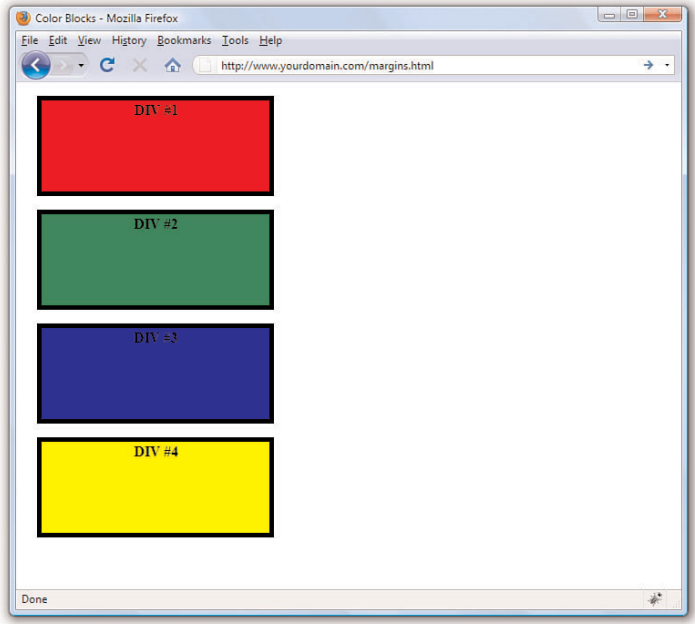 Color Blocks - Mozilla Firefox
File Edit View History Bookmarks Tools Help
http://www.yourdomain.com/margins.html
DIV #1
DIV #2
DIV #3
DIV #4
Done